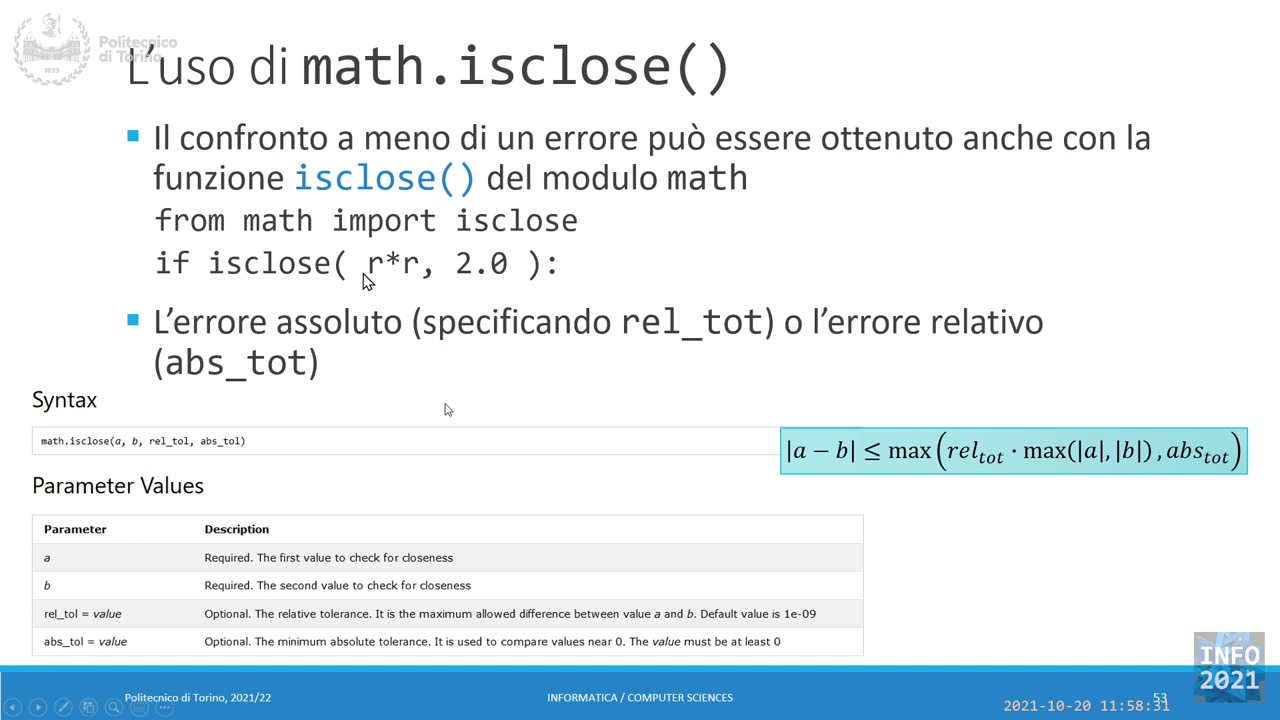 Politecnico
di Torino
1859
L'uso di math.isclose()
Il confronto a meno di un errore può essere ottenuto anche con la
funzione isclose() del modulo math
from math import isclose
if isclose( r*r, 2.0 ):
L'errore assoluto (specificando rel_tot) o l'errore relativo
(abs_tot)
Syntax
math.isclose(a, b, rel_tol, abs_tol)
|a − b| ≤ max(rel_tot · max(|a|, |b|) , abs_tot)
Parameter Values
Parameter Description
a Required. The first value to check for closeness
b Required. The second value to check for closeness
rel_tol = value Optional. The relative tolerance. It is the maximum allowed difference between value a and b. Default value is 1e-09
abs_tol = value Optional. The minimum absolute tolerance. It is used to compare values near 0. The value must be at least 0
INFO
2021
Politecnico di Torino, 2021/22 INFORMATICA / COMPUTER SCIENCES 53
2021-10-20 11:58:31